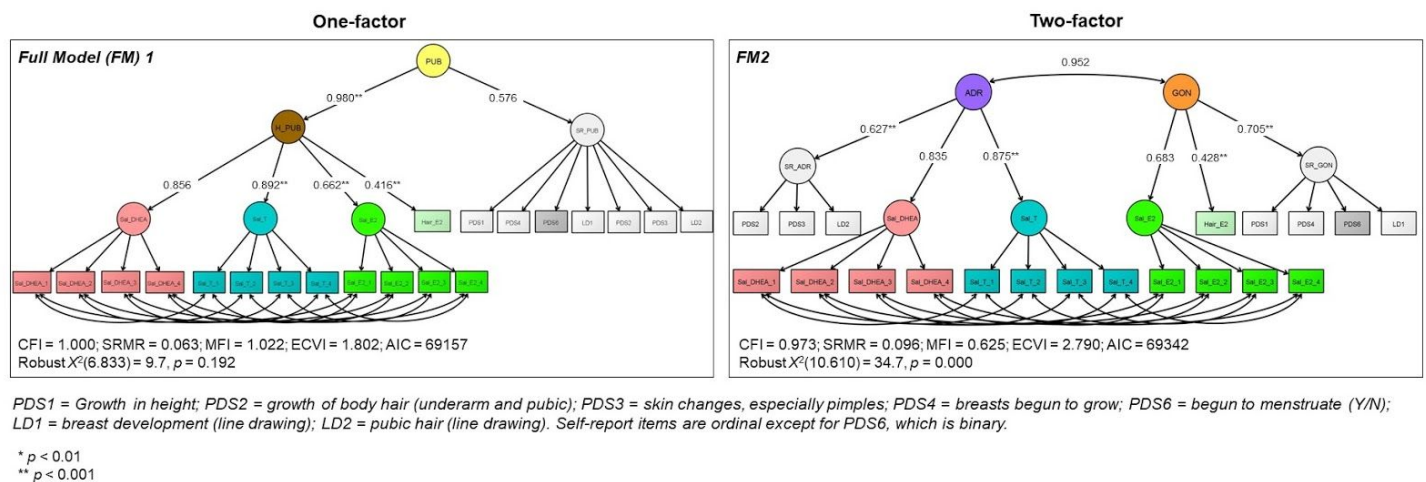 One-factor
Full Model (FM) 1
PUB
0.980**
0.576
H_PUB
SR_PUB
0.856
0.892**
0.662**
0.416**
Sal_DHEA
Sal_T
Sal_E2
Hair_E2
PDS1
PDS4
PDS6
LD1
PDS2
PDS3
LD2
Sal_DHEA_1
Sal_DHEA_2
Sal_DHEA_3
Sal_DHEA_4
Sal_T_1
Sal_T_2
Sal_T_3
Sal_T_4
Sal_E2_1
Sal_E2_2
Sal_E2_3
Sal_E2_4
CFI = 1.000; SRMR = 0.063; MFI = 1.022; ECVI = 1.802; AIC = 69157
Robust X²(6.833) = 9.7, p = 0.192
Two-factor
FM2
0.952
ADR
GON
0.627**
0.835
0.875**
0.683
0.428**
0.705**
SR_ADR
SR_GON
PDS2
PDS3
LD2
Sal_DHEA
Sal_T
Sal_E2
Hair_E2
PDS1
PDS4
PDS6
LD1
Sal_DHEA_1
Sal_DHEA_2
Sal_DHEA_3
Sal_DHEA_4
Sal_T_1
Sal_T_2
Sal_T_3
Sal_T_4
Sal_E2_1
Sal_E2_2
Sal_E2_3
Sal_E2_4
CFI = 0.973; SRMR = 0.096; MFI = 0.625; ECVI = 2.790; AIC = 69342
Robust X²(10.610) = 34.7, p = 0.000
PDS1 = Growth in height; PDS2 = growth of body hair (underarm and pubic); PDS3 = skin changes, especially pimples; PDS4 = breasts begun to grow; PDS6 = begun to menstruate (Y/N);
LD1 = breast development (line drawing); LD2 = pubic hair (line drawing). Self-report items are ordinal except for PDS6, which is binary.
* p < 0.01
** p < 0.001